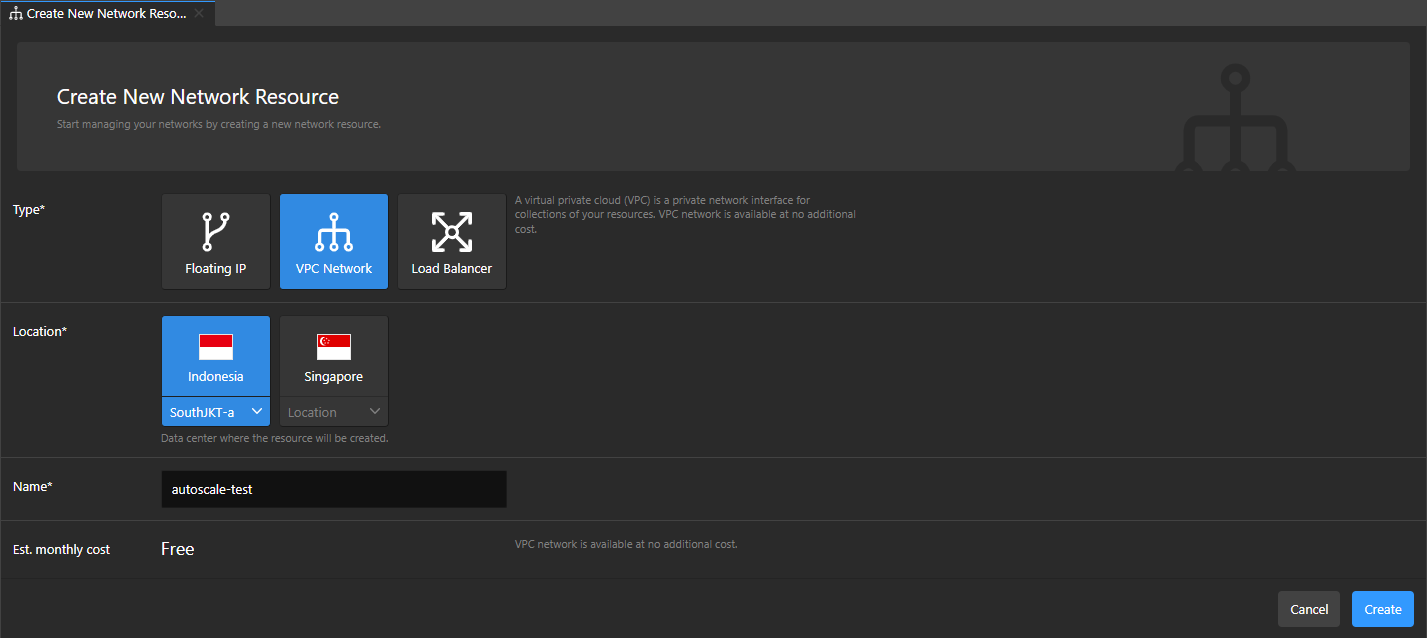 Create New Network Reso...
Create New Network Resource
Start managing your networks by creating a new network resource.
Type*
Floating IP
VPC Network
Load Balancer
A virtual private cloud (VPC) is a private network interface for
collections of your resources. VPC network is available at no additional
cost.
Location*
Indonesia
Singapore
SouthJKT-a
Location
Data center where the resource will be created.
Name*
autoscale-test
Est. monthly cost
Free
VPC network is available at no additional cost.
Cancel
Create